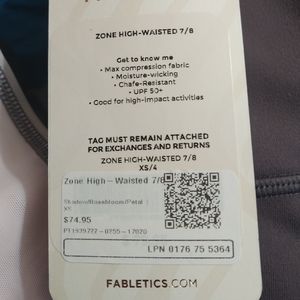 ZONE HIGH-WAISTED 7/8
Get to know me
• Max compression fabric
• Moisture-wicking
• Chafe-Resistant
• UPF 50+
• Good for high-impact activities
TAG MUST REMAIN ATTACHED
FOR EXCHANGES AND RETURNS
ZONE HIGH-WAISTED 7/8
XS/4
Zone High – Waisted 7/8
XS
$74.95
LPN 0176 75 5364
FABLETICS.COM